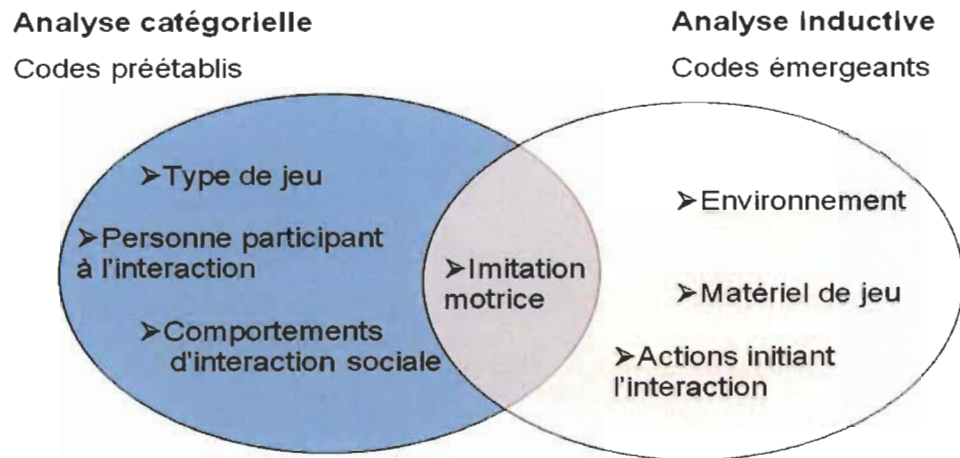 Analyse catégorielle
Codes préétablis
Analyse inductive
Codes émergeants
➢Type de jeu
➢Personne participant
à l'interaction
➢Comportements
d'interaction sociale
➢Imitation
motrice
➢Environnement
➢Matériel de jeu
➢Actions initiant
l'interaction